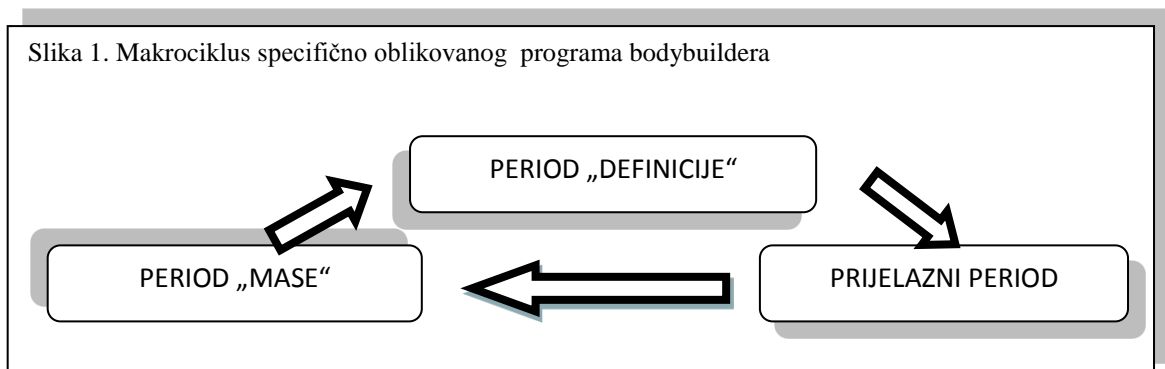 Slika 1. Makrociklus specifično oblikovanog  programa bodybuildera
PERIOD „DEFINICIJE“
PERIOD „MASE“
PRIJELAZNI PERIOD